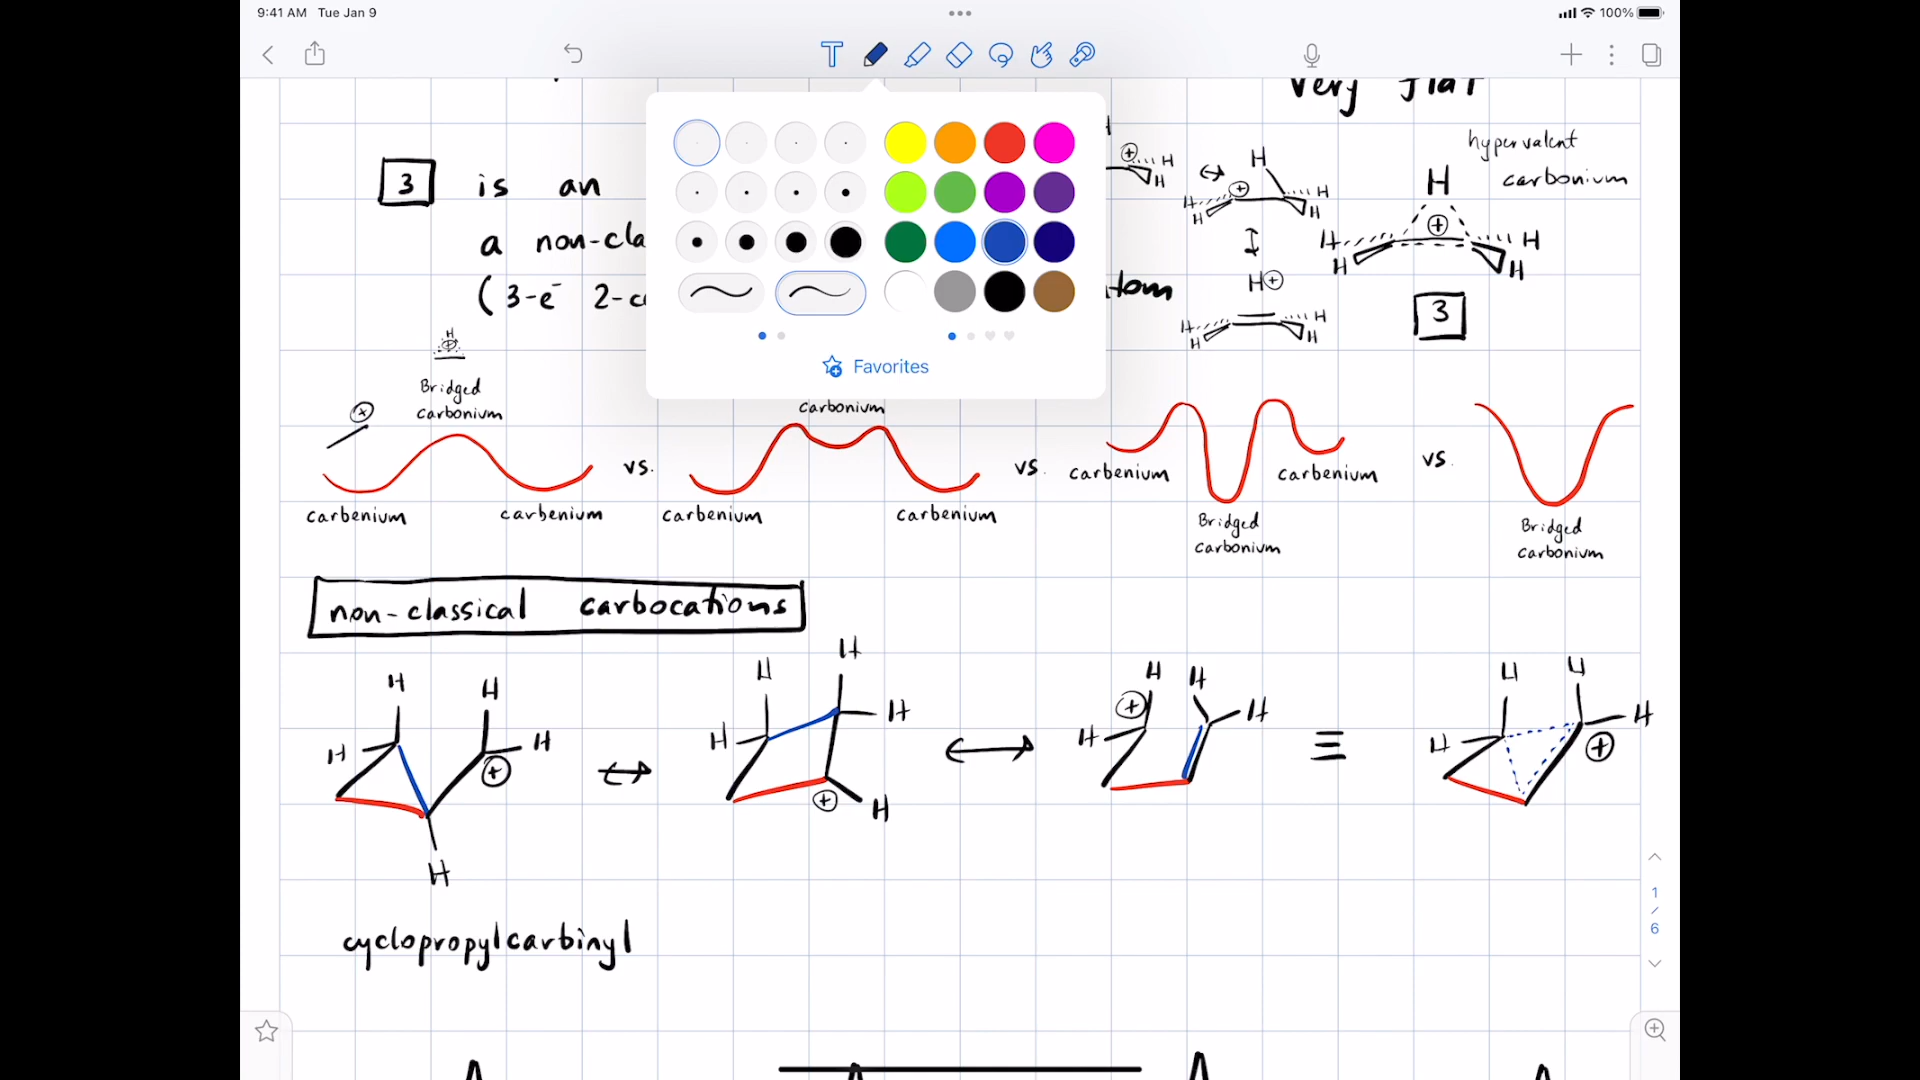 9:41 AM Tue Jan 9
100%
T
very flat
hypervalent
carbonium
3 is an
a non-cla
(3-e⁻ 2-c
H
⊕ H
H
↔
H
⊕ H
H H
H
H
⊕
H H
H H
3
H⊕
H H
H H
Favorites
H
⊕
Bridged
carbonium
⊕
carbonium
vs.
vs.
vs.
carbenium
carbenium
carbenium
carbenium
carbenium
carbenium
Bridged
carbonium
Bridged
carbonium
non-classical carbocations
H H
H H
⊕
H
↔
H H
H H
⊕ H
↔
H H
⊕
H H
≡
H H
H H
⊕
cyclopropylcarbinyl
1
/
6